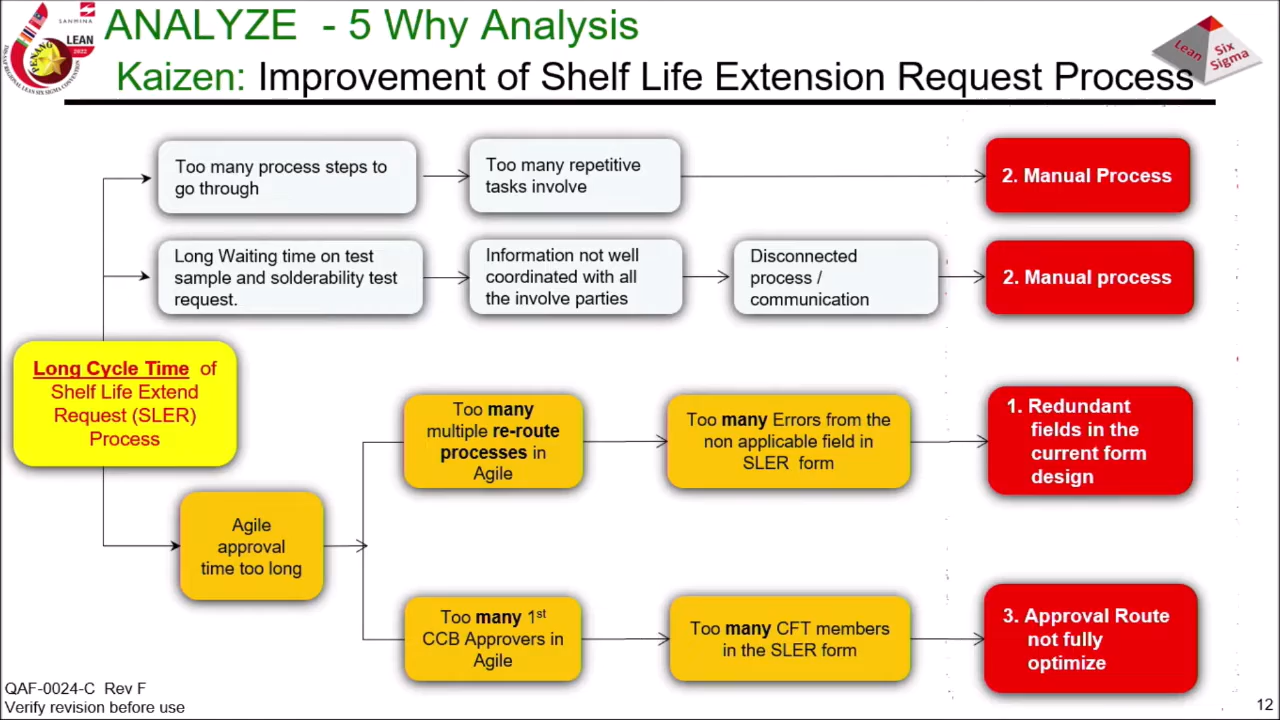 ANALYZE - 5 Why Analysis
Kaizen: Improvement of Shelf Life Extension Request Process
SANMINA
LEAN
2022
PENANG
Lean
Six
Sigma
Too many process steps to
go through
Too many repetitive
tasks involve
2. Manual Process
Long Waiting time on test
sample and solderability test
request.
Information not well
coordinated with all
the involve parties
Disconnected
process /
communication
2. Manual process
Long Cycle Time of
Shelf Life Extend
Request (SLER)
Process
Too many
multiple re-route
processes in
Agile
Too many Errors from the
non applicable field in
SLER form
1. Redundant
fields in the
current form
design
Agile
approval
time too long
Too many 1st
CCB Approvers in
Agile
Too many CFT members
in the SLER form
3. Approval Route
not fully
optimize
QAF-0024-C Rev F
Verify revision before use
12